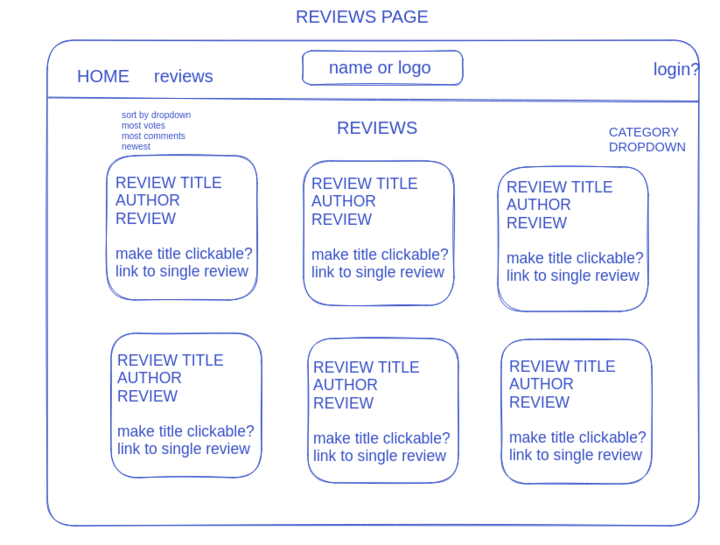 REVIEWS PAGE
HOME
reviews
name or logo
login?
sort by dropdown
most votes
most comments
newest
REVIEWS
CATEGORY
DROPDOWN
REVIEW TITLE
AUTHOR
REVIEW
make title clickable?
link to single review
REVIEW TITLE
AUTHOR
REVIEW
make title clickable?
link to single review
REVIEW TITLE
AUTHOR
REVIEW
make title clickable?
link to single review
REVIEW TITLE
AUTHOR
REVIEW
make title clickable?
link to single review
REVIEW TITLE
AUTHOR
REVIEW
make title clickable?
link to single review
REVIEW TITLE
AUTHOR
REVIEW
make title clickable?
link to single review